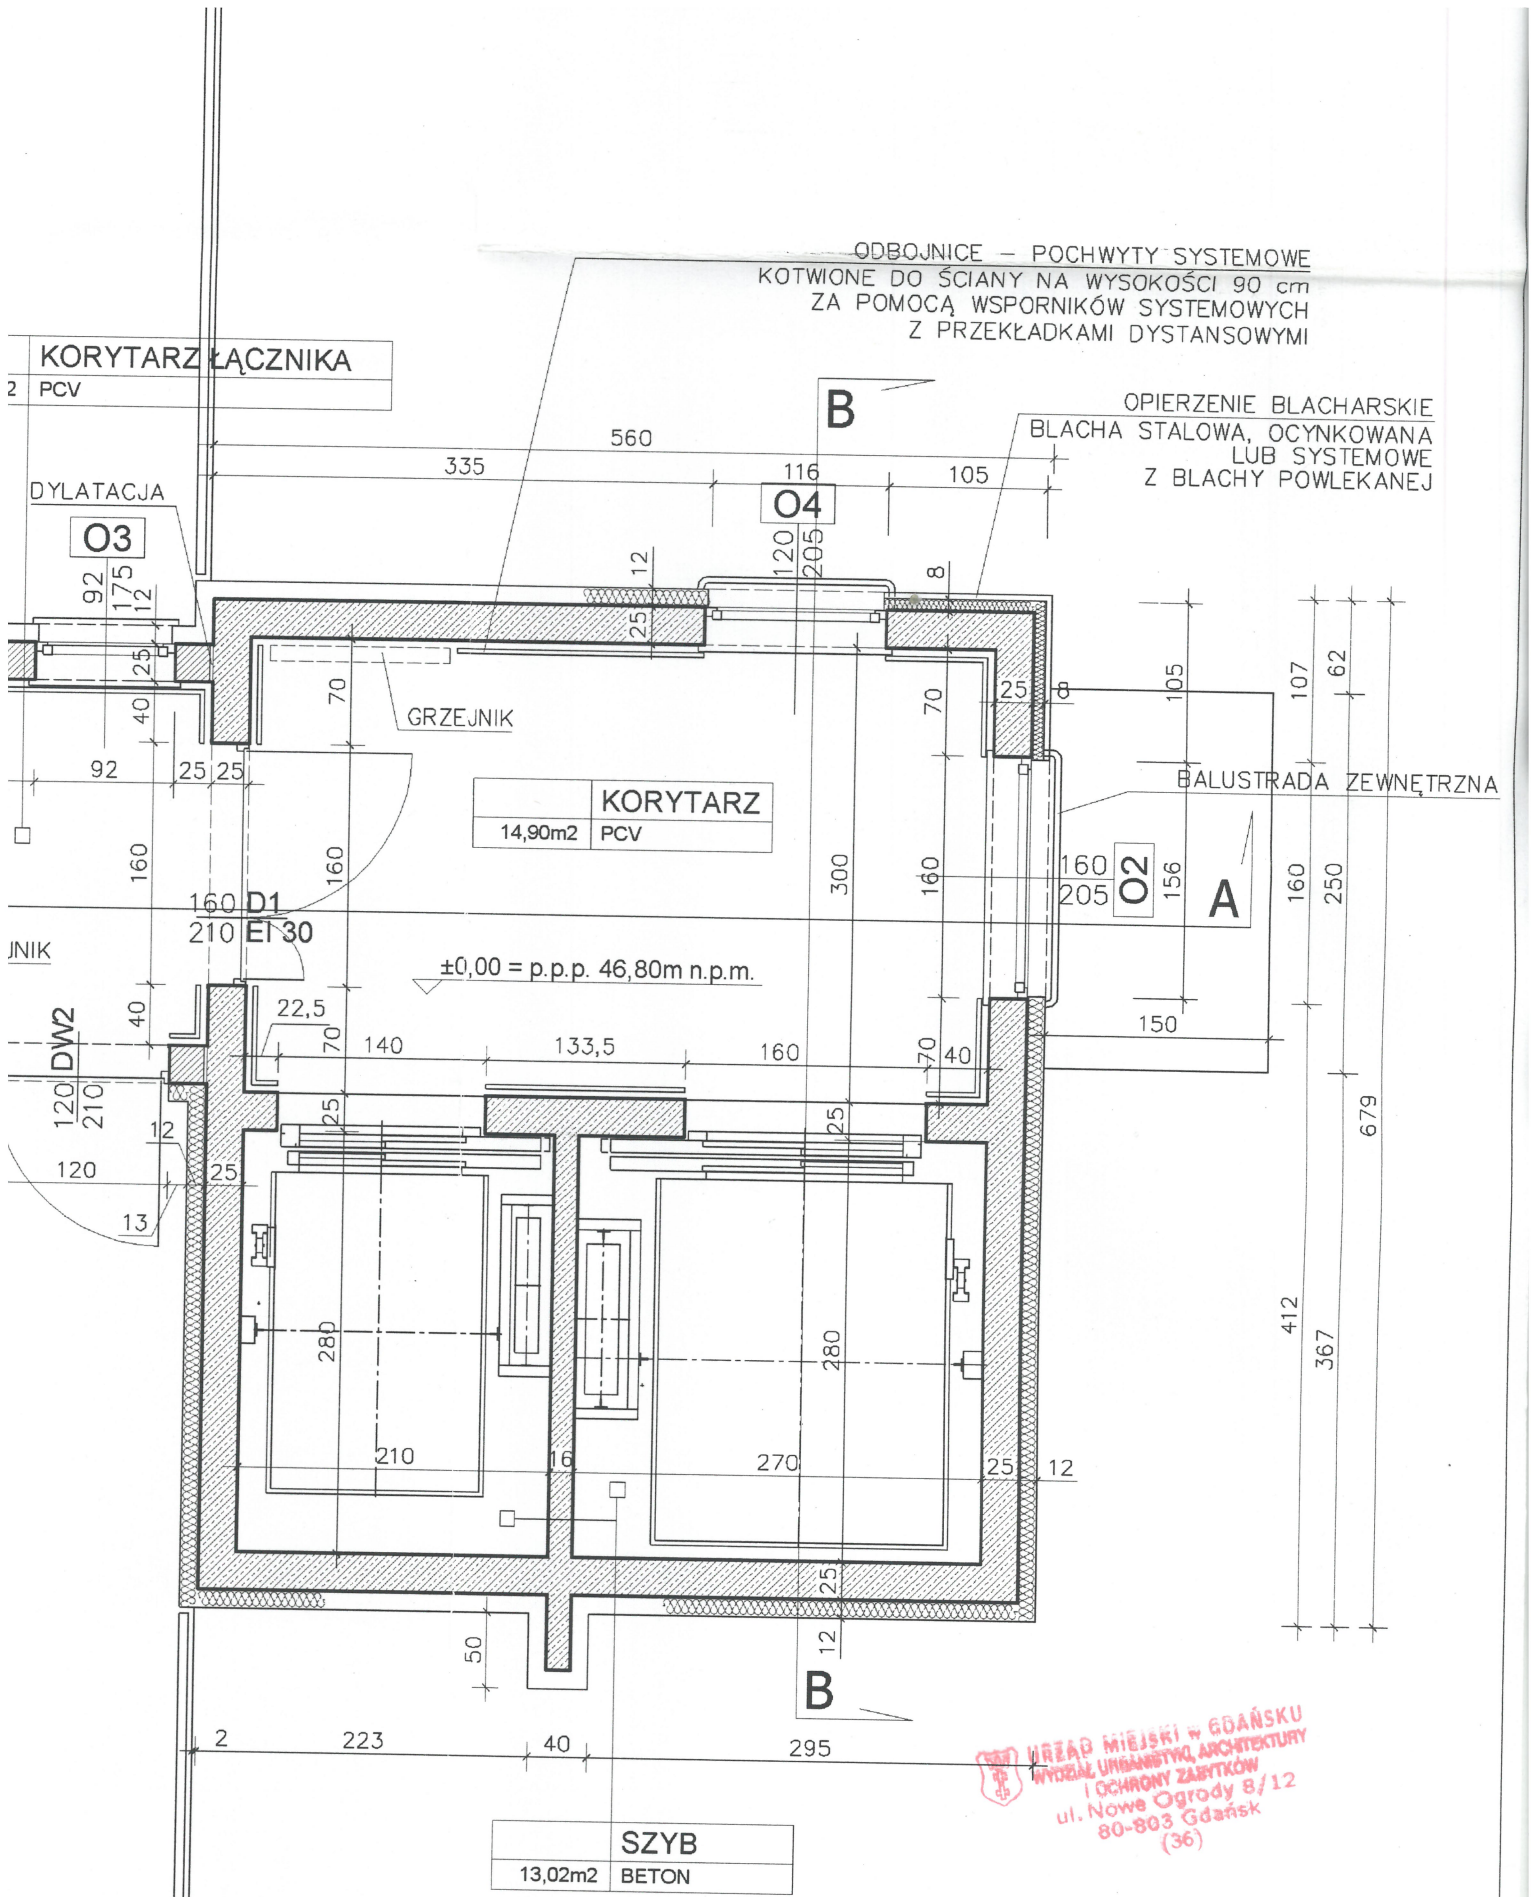 ODBOJNICE – POCHWYTY SYSTEMOWE
KOTWIONE DO ŚCIANY NA WYSOKOŚCI 90 cm
ZA POMOCĄ WSPORNIKÓW SYSTEMOWYCH
Z PRZEKŁADKAMI DYSTANSOWYMI
KORYTARZ ŁĄCZNIKA
2 PCV
B
OPIERZENIE BLACHARSKIE
BLACHA STALOWA, OCYNKOWANA
LUB SYSTEMOWE
Z BLACHY POWLEKANEJ
560
335
116
105
DYLATACJA
O3
92
175
O4
120
205
12
25
12
25
8
40
70
GRZEJNIK
70
25
8
105
107
62
92
25
25
BALUSTRADA ZEWNĘTRZNA
KORYTARZ
14,90m2 PCV
160
160
300
160
160
205
O2
156
A
160
250
160 D1
210 EI 30
JNIK
±0,00 = p.p.p. 46,80m n.p.m.
40
22,5
70
140
133,5
160
70
40
150
DW2
120
210
25
25
679
12
120
25
13
280
280
412
367
210
16
270
25
12
25
12
50
B
2
223
40
295
URZĄD MIEJSKI w GDAŃSKU
WYDZIAŁ URBANISTYKI, ARCHITEKTURY
I OCHRONY ZABYTKÓW
ul. Nowe Ogrody 8/12
80-803 Gdańsk
(36)
SZYB
13,02m2 BETON